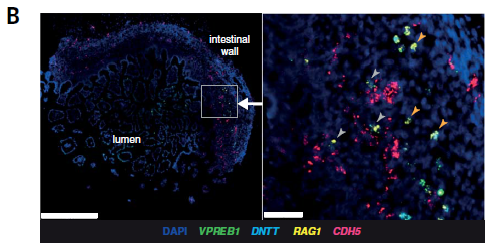 B
intestinal
wall
lumen
DAPI VPREB1 DNTT RAG1 CDH5